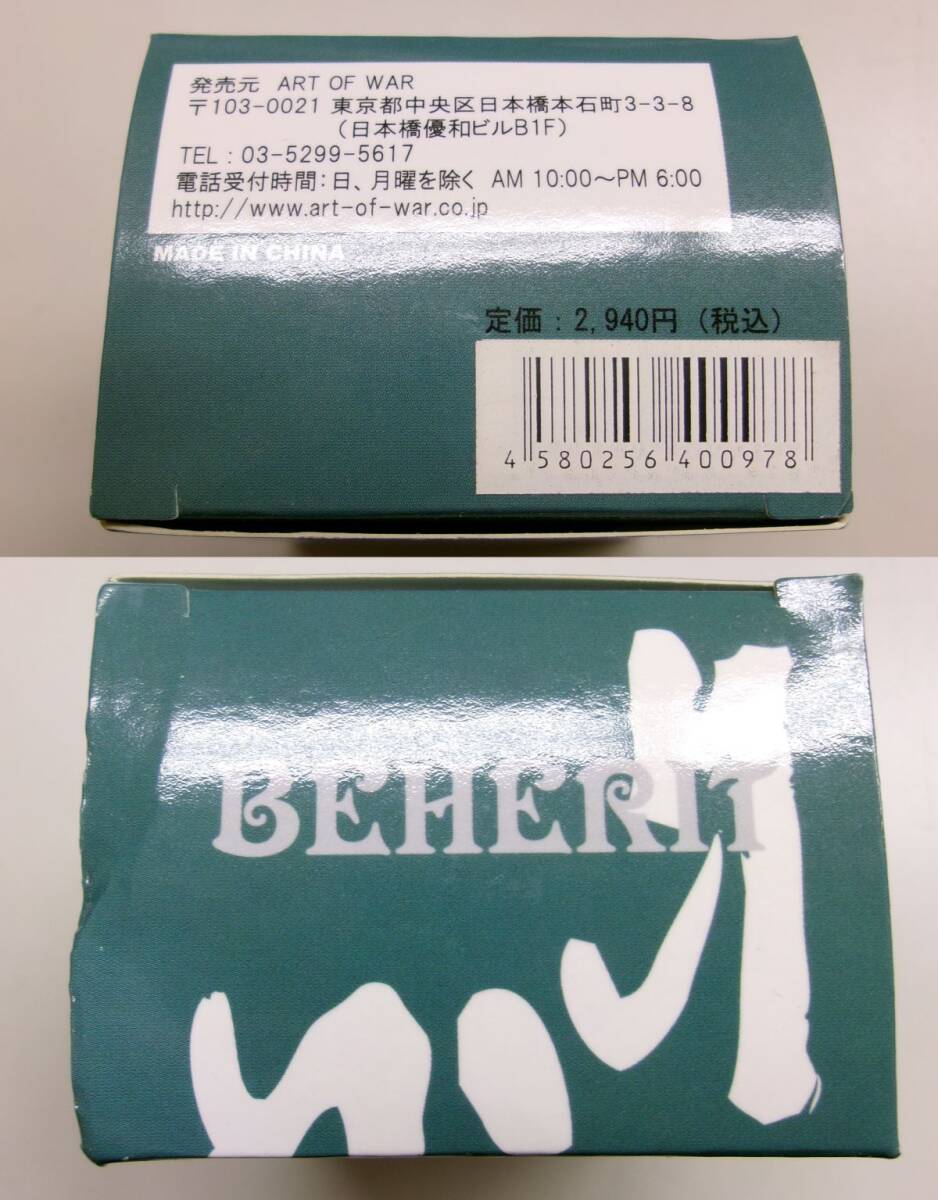 発売元 ART OF WAR
〒103-0021 東京都中央区日本橋本石町3-3-8
(日本橋優和ビルB1F)
TEL : 03-5299-5617
電話受付時間:日、月曜を除く AM 10:00～PM 6:00
http://www.art-of-war.co.jp
MADE IN CHINA
定価 : 2,940円 (税込)
4 580256 400978
BEHERIT